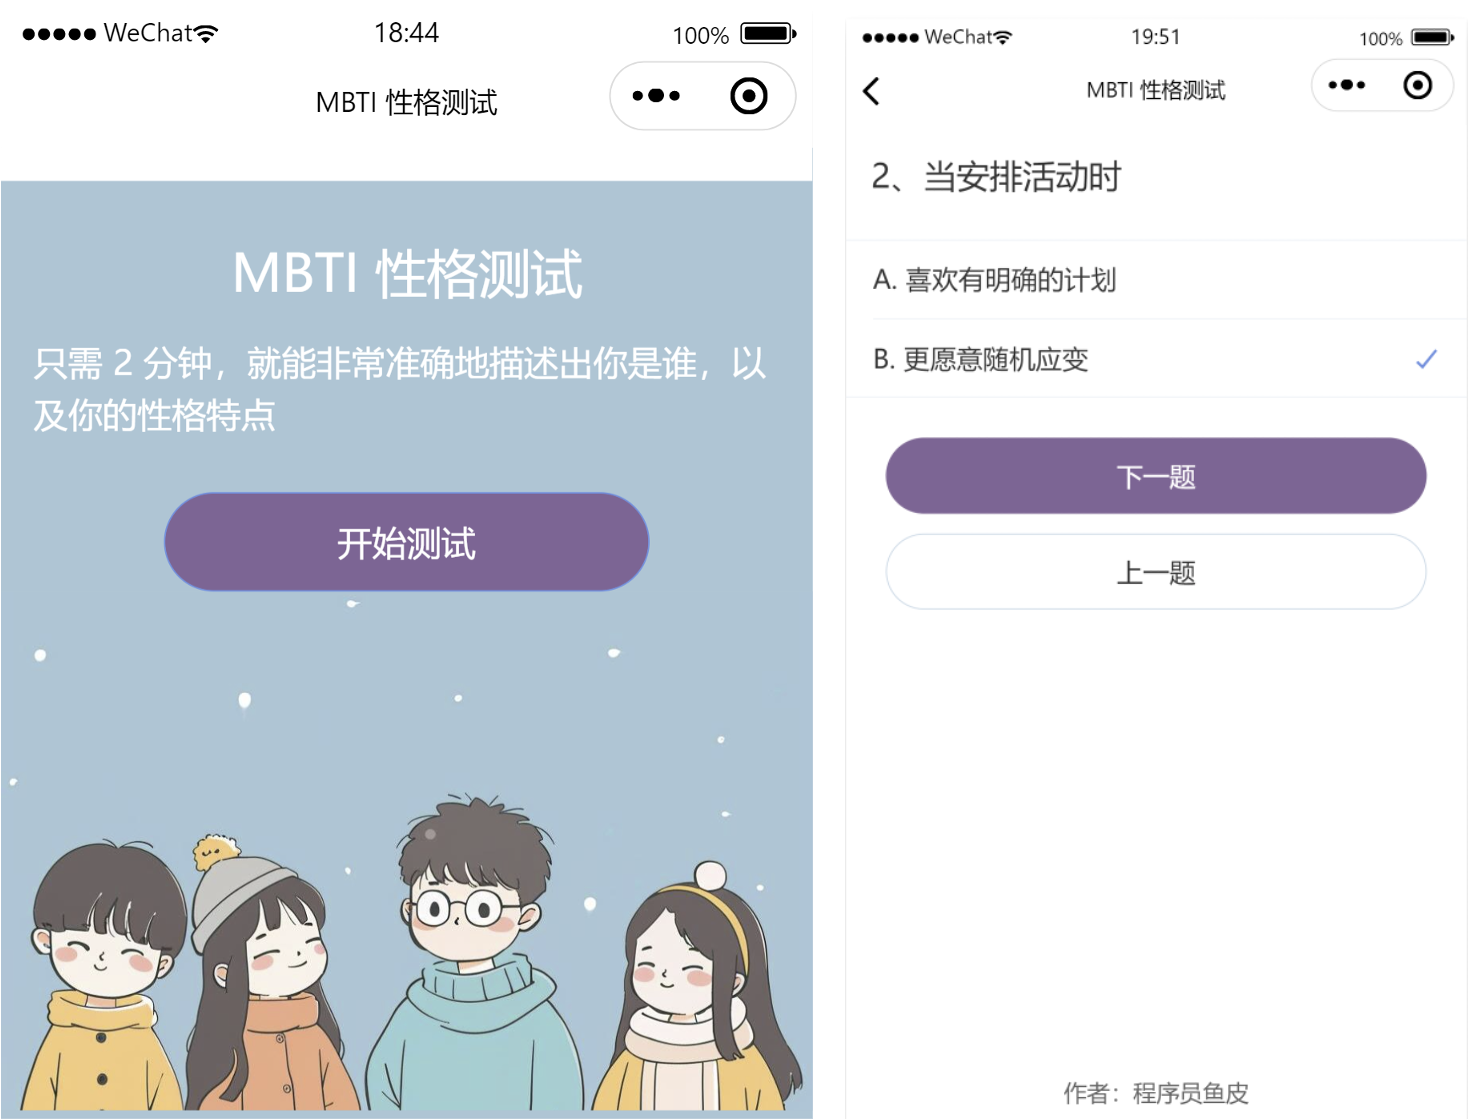 ●●●●● WeChat 18:44 100%
MBTI 性格测试
MBTI 性格测试
只需 2 分钟，就能非常准确地描述出你是谁，以
及你的性格特点
开始测试
●●●●● WeChat 19:51 100%
MBTI 性格测试
2、当安排活动时
A. 喜欢有明确的计划
B. 更愿意随机应变
下一题
上一题
作者：程序员鱼皮